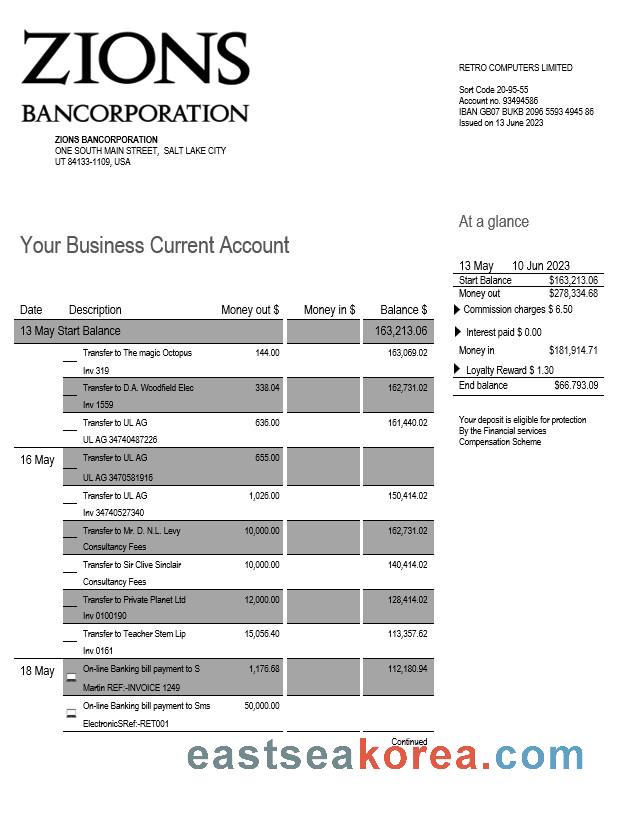 ZIONS
BANCORPORATION
ZIONS BANCORPORATION
ONE SOUTH MAIN STREET, SALT LAKE CITY
UT 84133-1109, USA
RETRO COMPUTERS LIMITED
Sort Code 20-95-55
Account no. 93494586
IBAN GB07 BUKB 2096 5593 4945 86
Issued on 13 June 2023
Your Business Current Account
At a glance
13 May 10 Jun 2023
Start Balance $163,213.06
Money out $278,334.68
Commission charges $ 6.50
Interest paid $ 0.00
Money in $181,914.71
Loyalty Reward $ 1.30
End balance $66.793.09
Your deposit is eligible for protection
By the Financial services
Compensation Scheme
Date Description Money out $ Money in $ Balance $
13 May Start Balance 163,213.06
Transfer to The magic Octopus 144.00 163,069.02
Inv 319
Transfer to D.A. Woodfield Elec 338.04 162,731.02
Inv 1559
Transfer to UL AG 636.00 161,440.02
UL AG 34740487226
16 May Transfer to UL AG 655.00
UL AG 3470581916
Transfer to UL AG 1,026.00 150,414.02
Inv 34740527340
Transfer to Mr. D. N.L. Levy 10,000.00 162,731.02
Consultancy Fees
Transfer to Sir Clive Sinclair 10,000.00 140,414.02
Consultancy Fees
Transfer to Private Planet Ltd 12,000.00 128,414.02
Inv 0100190
Transfer to Teacher Stem Lip 15,056.40 113,357.62
Inv 0161
18 May On-line Banking bill payment to S 1,176.68 112,180.94
Martin REF:-INVOICE 1249
On-line Banking bill payment to Sms 50,000.00
ElectronicSRef:-RET001
Continued
eastseakorea.com